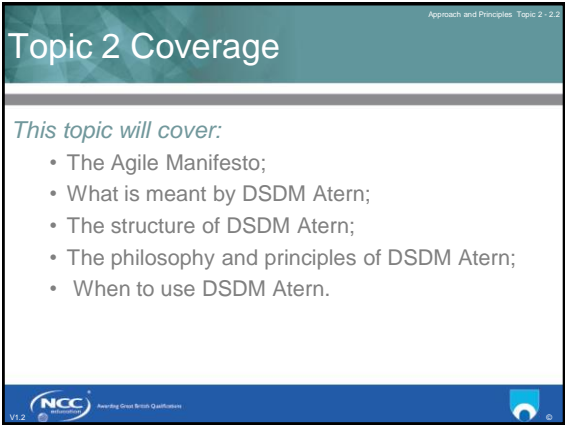 Approach and Principles Topic 2 - 2.2
Topic 2 Coverage
This topic will cover:
• The Agile Manifesto;
• What is meant by DSDM Atern;
• The structure of DSDM Atern;
• The philosophy and principles of DSDM Atern;
• When to use DSDM Atern.
V1.2
NCC
education
Awarding Great British Qualifications
©